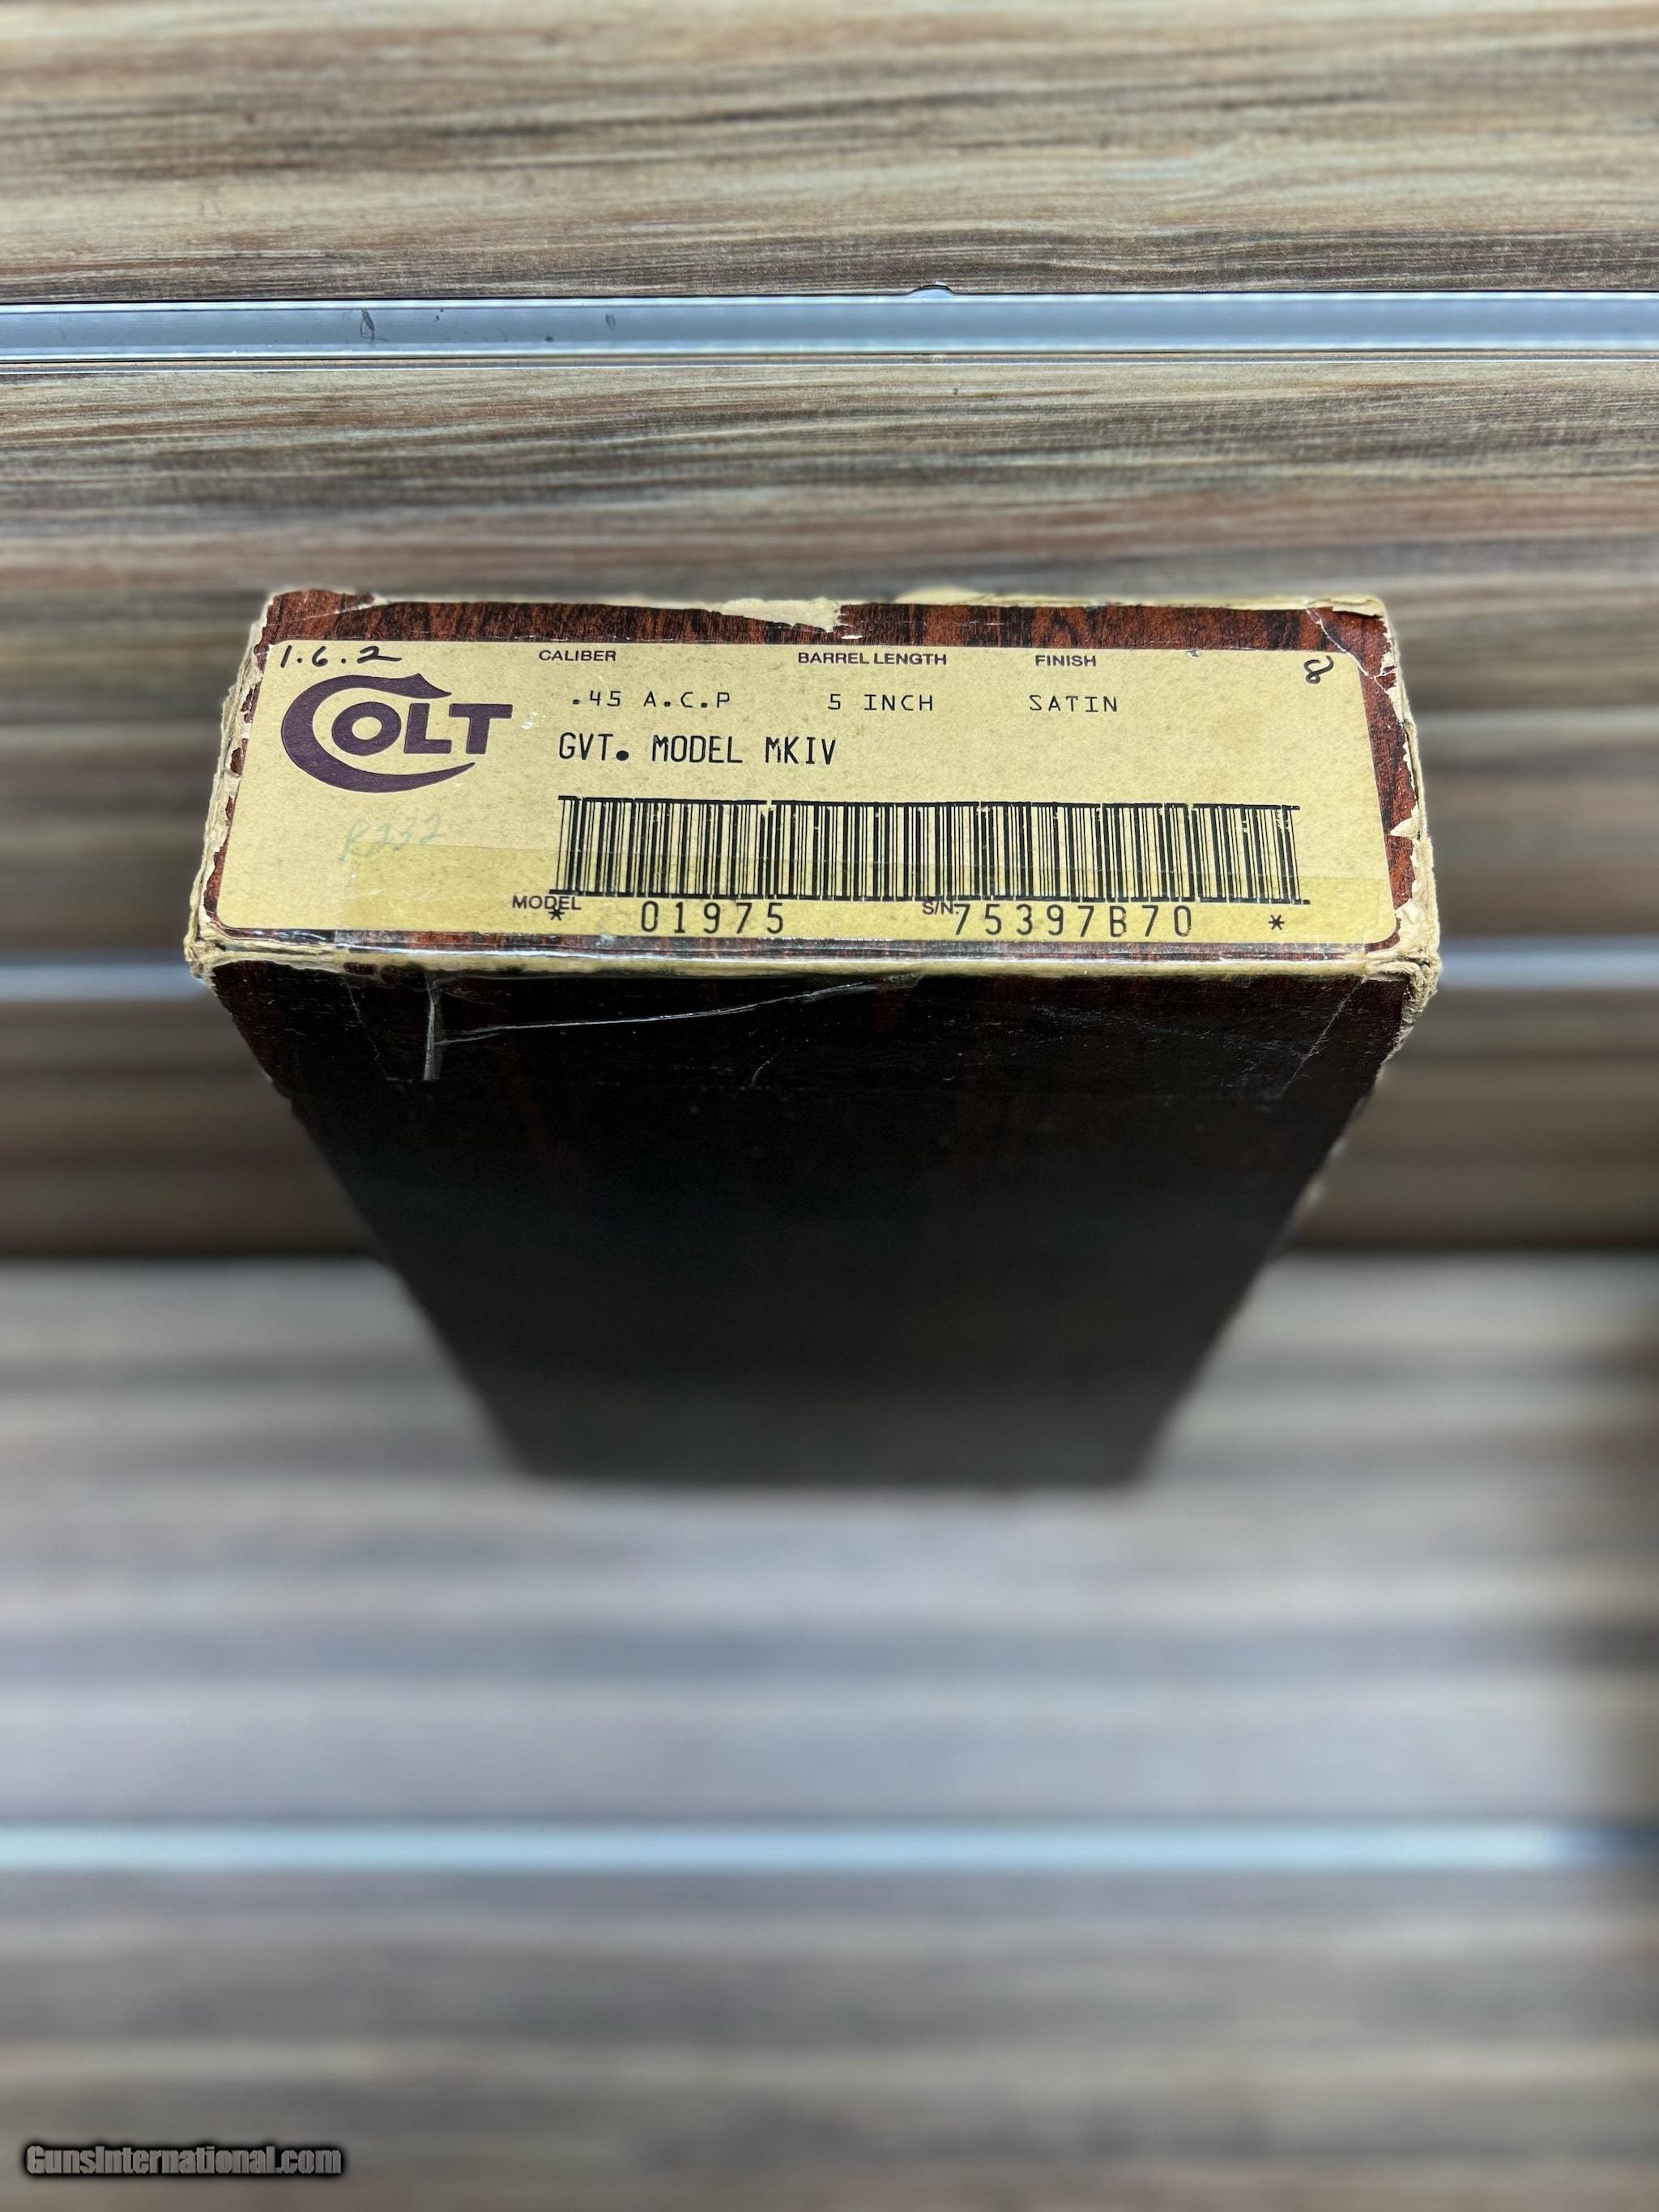 1.6.2 CALIBER BARREL LENGTH FINISH 8
COLT .45 A.C.P 5 INCH SATIN
GVT. MODEL MKIV
R232
MODEL S/N
* 01975 75397B70 *
GunsInternational.com